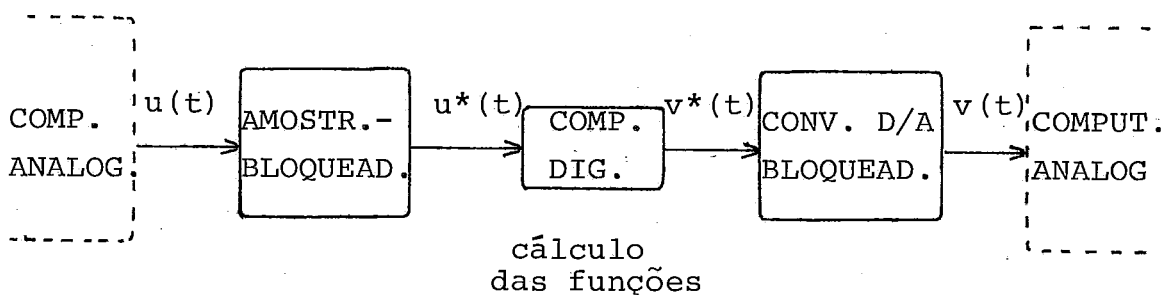 COMP.
ANALOG.
u(t)
AMOSTR.-
BLOQUEAD.
u*(t)
COMP.
DIG.
v*(t)
CONV. D/A
BLOQUEAD.
v(t)
COMPUT.
ANALOG
cálculo
das funções